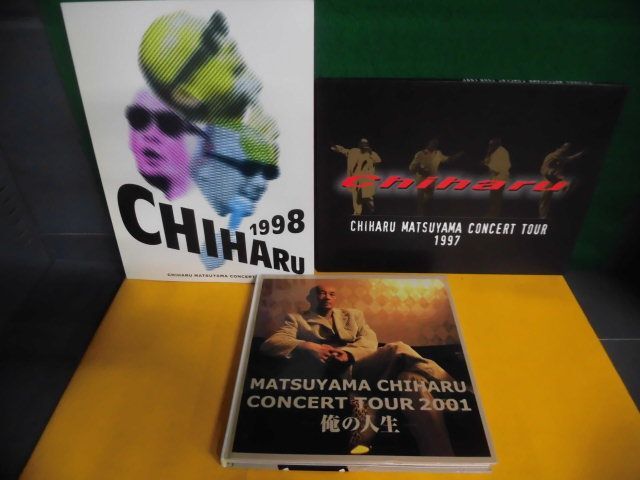 1998
CHIHARU
CHIHARU MATSUYAMA CONCERT
Chiharu
CHIHARU MATSUYAMA CONCERT TOUR
1997
MATSUYAMA CHIHARU
CONCERT TOUR 2001
俺の人生